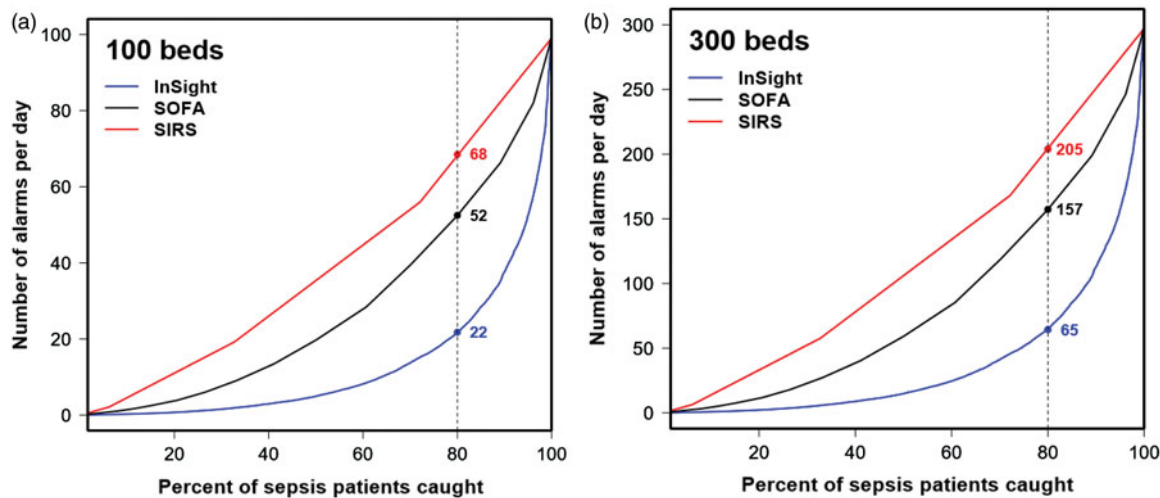 (a)
100 beds
InSight
SOFA
SIRS
100
80
60
40
20
0
68
52
22
20
40
60
80
100
Number of alarms per day
Percent of sepsis patients caught
(b)
300 beds
InSight
SOFA
SIRS
300
250
200
150
100
50
0
205
157
65
20
40
60
80
100
Number of alarms per day
Percent of sepsis patients caught